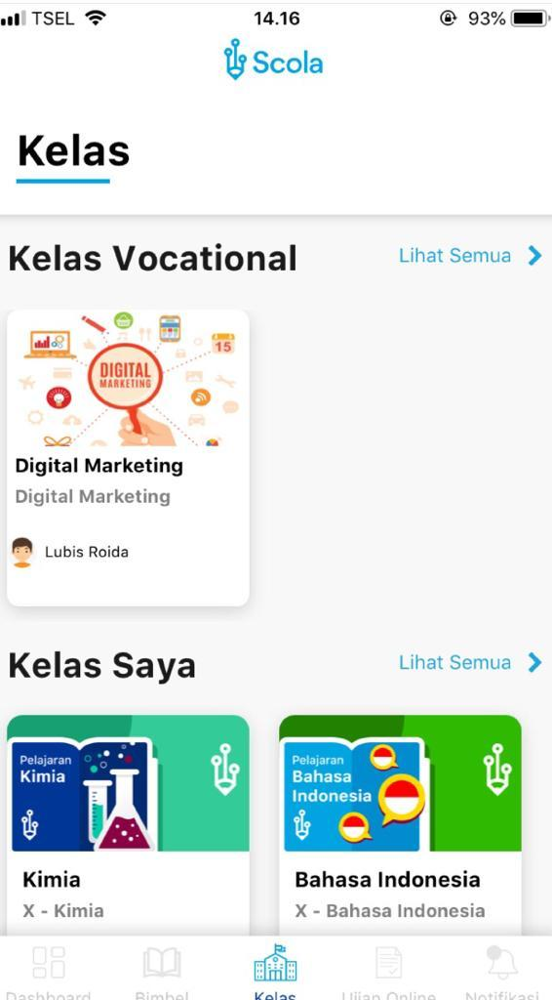 TSEL 14.16 93%
Scola
Kelas
Kelas Vocational Lihat Semua
15
DIGITAL
MARKETING
Digital Marketing
Digital Marketing
Lubis Roida
Kelas Saya Lihat Semua
Pelajaran
Kimia
Pelajaran
Bahasa
Indonesia
Kimia
X - Kimia
Bahasa Indonesia
X - Bahasa Indonesia
Dashboard Bimbel Kelas Ujian Online Notifikasi